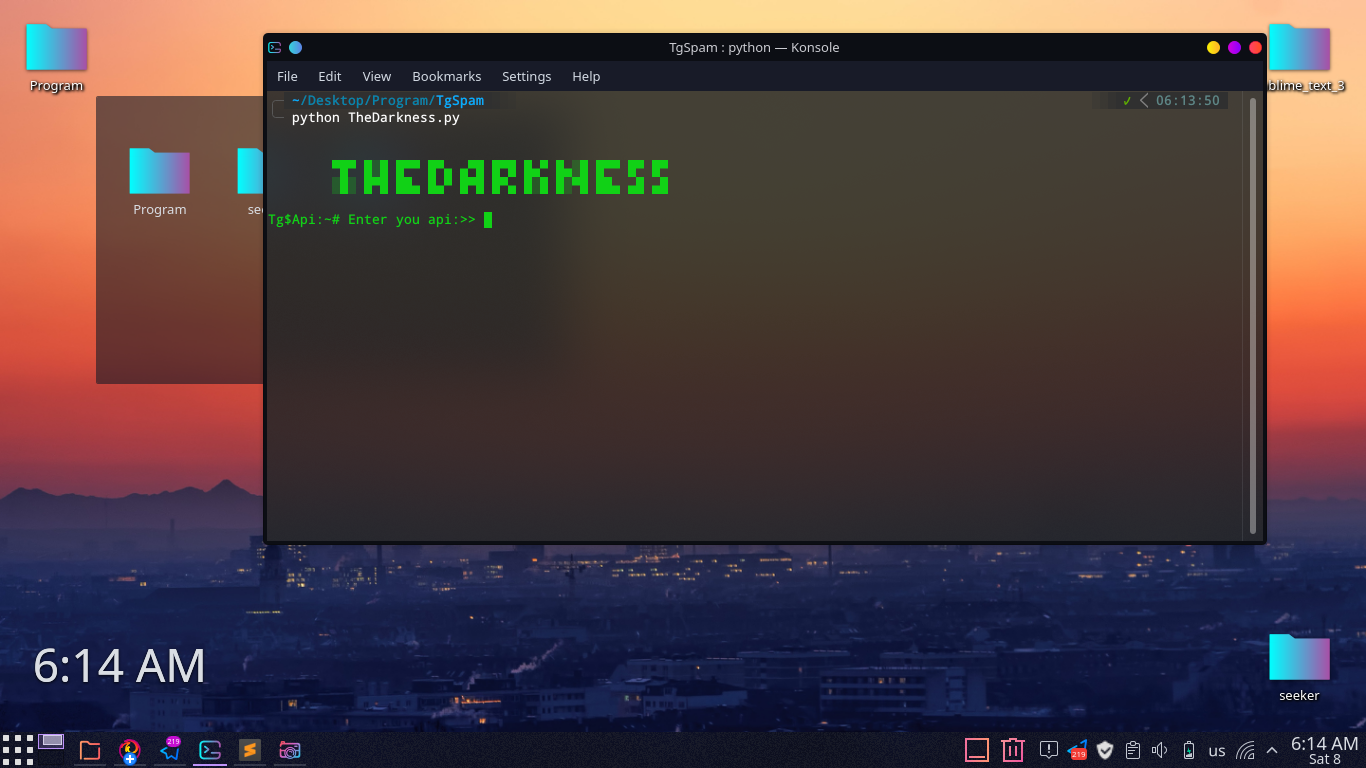 TgSpam : python — Konsole
File Edit View Bookmarks Settings Help
~/Desktop/Program/TgSpam ✓ 06:13:50
python TheDarkness.py
THEDARKNESS
Tg$Api:~# Enter you api:>>
Program
Program
see
blime_text_3
6:14 AM
seeker
219
219
us
6:14 AM
Sat 8